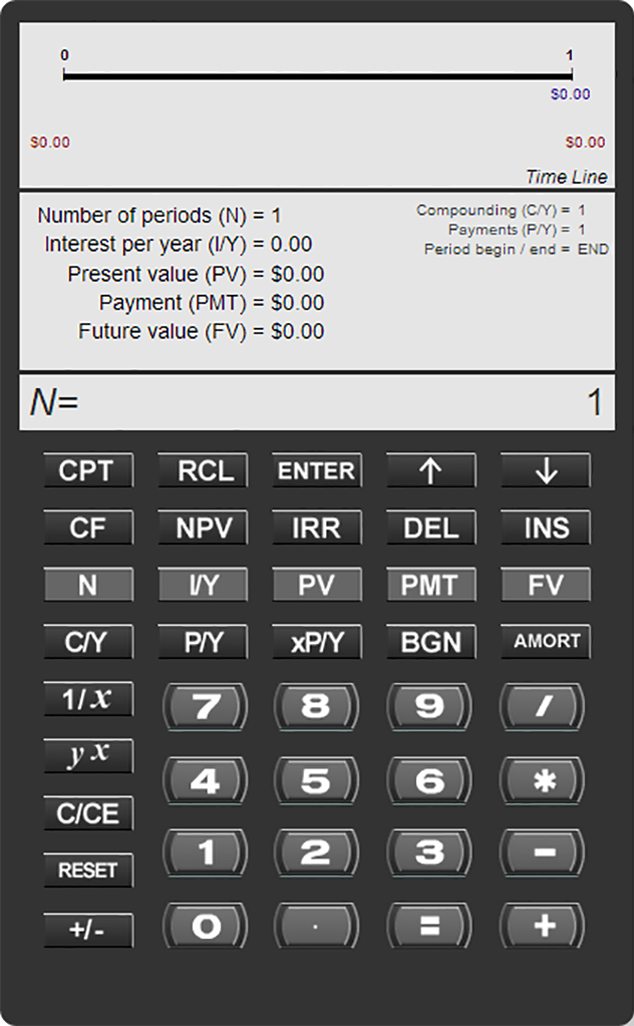 0 1
$0.00
$0.00 $0.00
Time Line
Number of periods (N) = 1 Compounding (C/Y) = 1
Interest per year (I/Y) = 0.00 Payments (P/Y) = 1
Present value (PV) = $0.00 Period begin / end = END
Payment (PMT) = $0.00
Future value (FV) = $0.00
N= 1
CPT RCL ENTER ↑ ↓
CF NPV IRR DEL INS
N I/Y PV PMT FV
C/Y P/Y xP/Y BGN AMORT
1/x 7 8 9 /
y x 4 5 6 *
C/CE 1 2 3 -
RESET
+/- 0 . = +